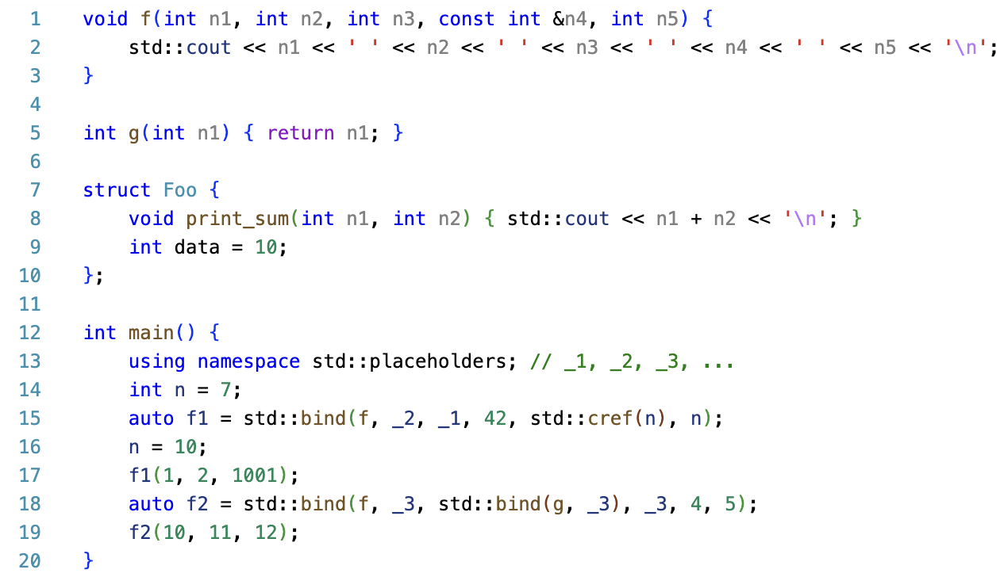 1 void f(int n1, int n2, int n3, const int &n4, int n5) {
2     std::cout << n1 << ' ' << n2 << ' ' << n3 << ' ' << n4 << ' ' << n5 << '\n';
3 }
4
5 int g(int n1) { return n1; }
6
7 struct Foo {
8     void print_sum(int n1, int n2) { std::cout << n1 + n2 << '\n'; }
9     int data = 10;
10 };
11
12 int main() {
13     using namespace std::placeholders; // _1, _2, _3, ...
14     int n = 7;
15     auto f1 = std::bind(f, _2, _1, 42, std::cref(n), n);
16     n = 10;
17     f1(1, 2, 1001);
18     auto f2 = std::bind(f, _3, std::bind(g, _3), _3, 4, 5);
19     f2(10, 11, 12);
20 }